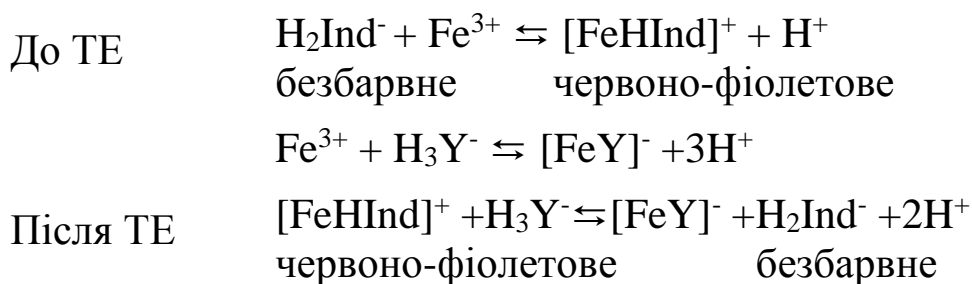 До ТЕ H₂Ind⁻ + Fe³⁺ ⇆ [FeHInd]⁺ + H⁺
безбарвне червоно-фіолетове
Fe³⁺ + H₃Y⁻ ⇆ [FeY]⁻ +3H⁺
Після ТЕ [FeHInd]⁺ +H₃Y⁻⇆[FeY]⁻ +H₂Ind⁻ +2H⁺
червоно-фіолетове безбарвне